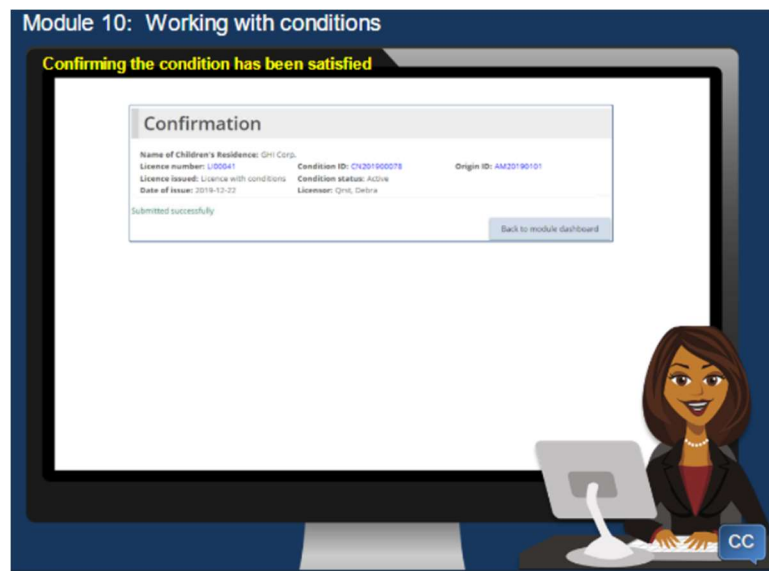 Module 10: Working with conditions
Confirming the condition has been satisfied
Confirmation
Name of Children's Residence: GHI Corp.
Licence number: LI00041 Condition ID: CN201900078 Origin ID: AM20190101
Licence issued: Licence with conditions Condition status: Active
Date of issue: 2019-12-22 Licensor: Debra
Submitted successfully
Back to module dashboard
CC